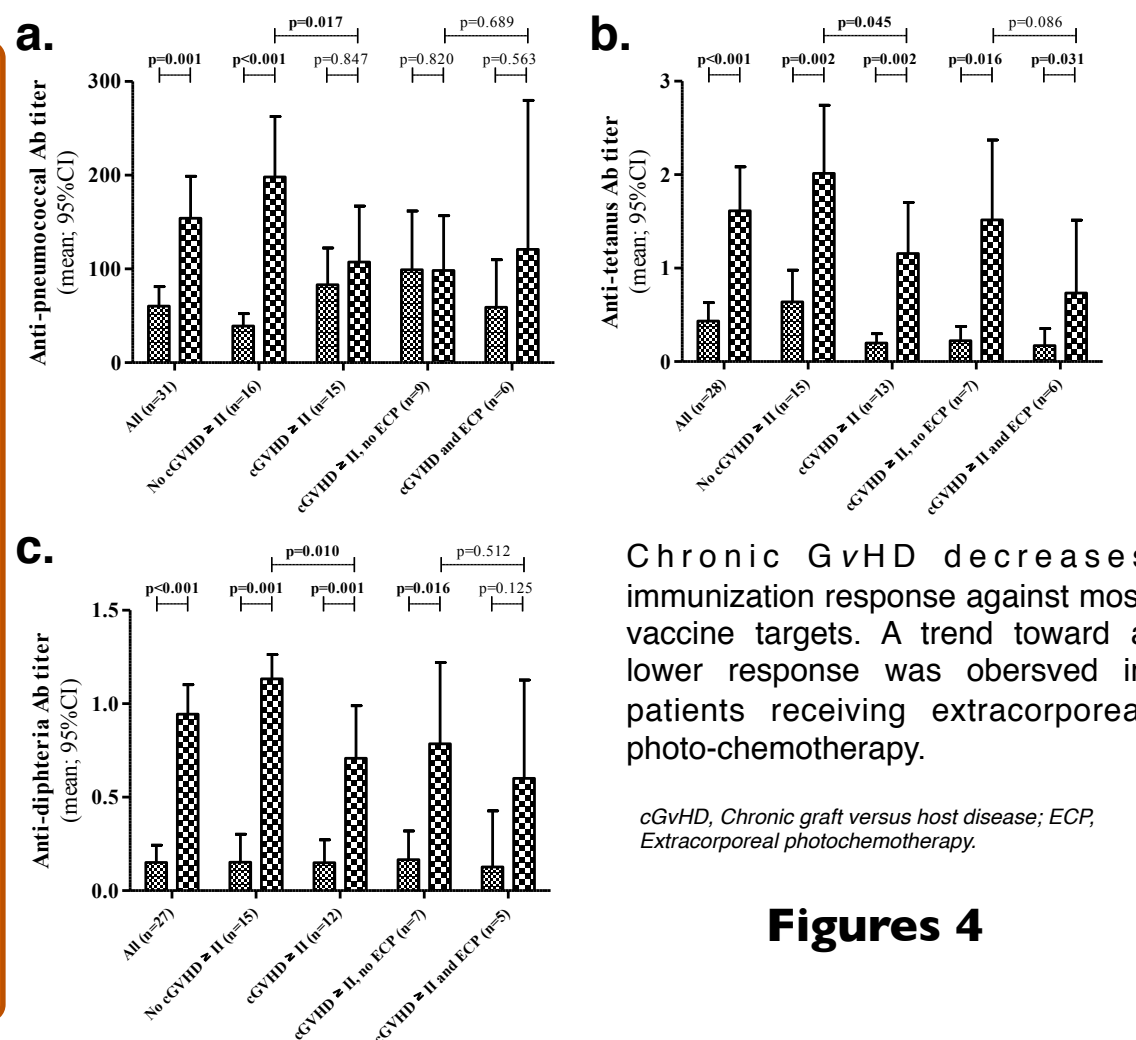 a.
p=0.017
p=0.689
p=0.001
p<0.001
p=0.847
p=0.820
p=0.563
Anti-pneumococcal Ab titer
(mean; 95%CI)
300
200
100
0
All (n=31)
No cGVHD ≥ II (n=16)
cGVHD ≥ II (n=15)
cGVHD ≥ II, no ECP (n=9)
cGVHD and ECP (n=6)
b.
p=0.045
p=0.086
p<0.001
p=0.002
p=0.002
p=0.016
p=0.031
Anti-tetanus Ab titer
(mean; 95%CI)
3
2
1
0
All (n=28)
No cGVHD ≥ II (n=15)
cGVHD ≥ II (n=13)
cGVHD ≥ II, no ECP (n=7)
cGVHD ≥ II and ECP (n=6)
c.
p=0.010
p=0.512
p<0.001
p=0.001
p=0.001
p=0.016
p=0.125
Anti-diphteria Ab titer
(mean; 95%CI)
1.5
1.0
0.5
0.0
All (n=27)
No cGVHD ≥ II (n=15)
cGVHD ≥ II (n=12)
cGVHD ≥ II, no ECP (n=7)
cGVHD ≥ II and ECP (n=5)
Chronic GvHD decreases
immunization response against mos
vaccine targets. A trend toward a
lower response was obersved in
patients receiving extracorporea
photo-chemotherapy.
cGvHD, Chronic graft versus host disease; ECP,
Extracorporeal photochemotherapy.
Figures 4